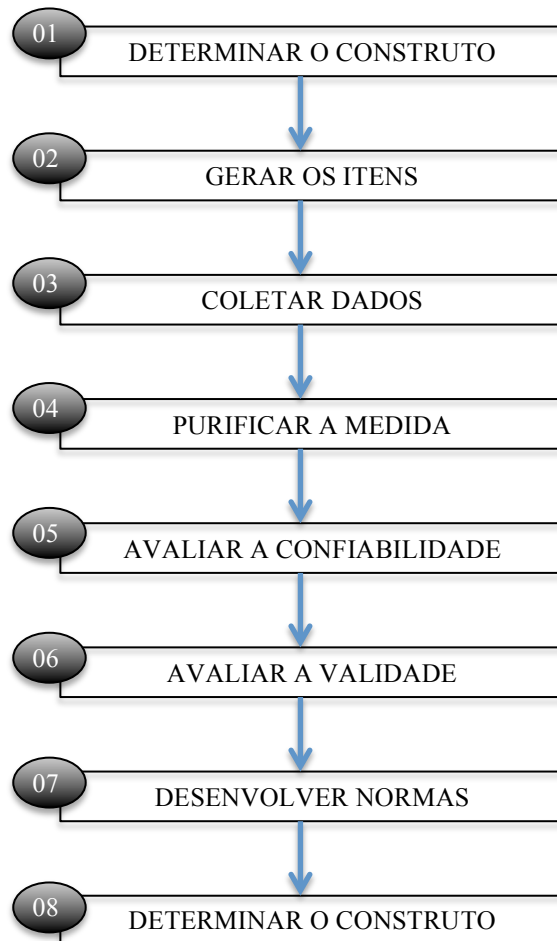 01
DETERMINAR O CONSTRUTO
02
GERAR OS ITENS
03
COLETAR DADOS
04
PURIFICAR A MEDIDA
05
AVALIAR A CONFIABILIDADE
06
AVALIAR A VALIDADE
07
DESENVOLVER NORMAS
08
DETERMINAR O CONSTRUTO